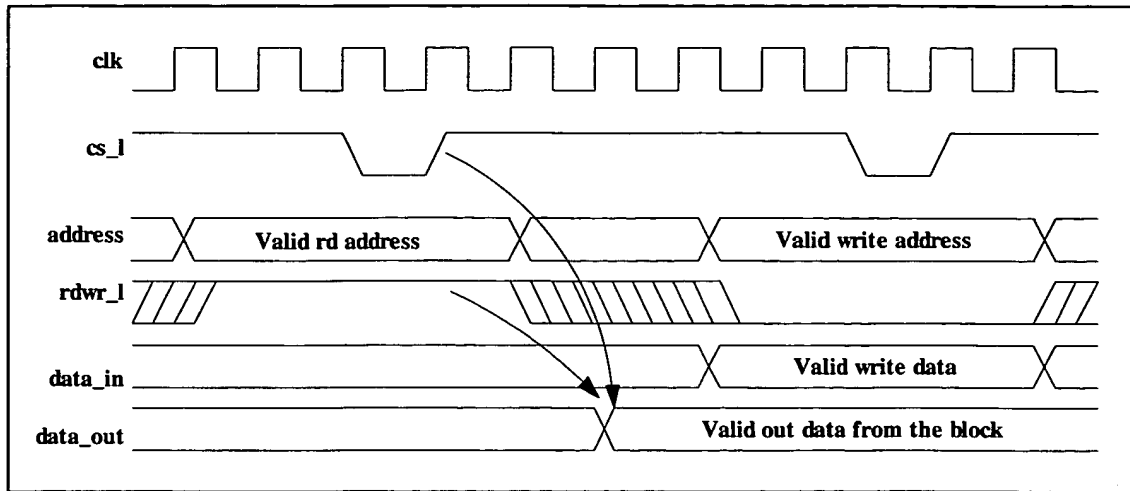 clk
cs_l
address
Valid rd address
Valid write address
rdwr_l
data_in
Valid write data
data_out
Valid out data from the block